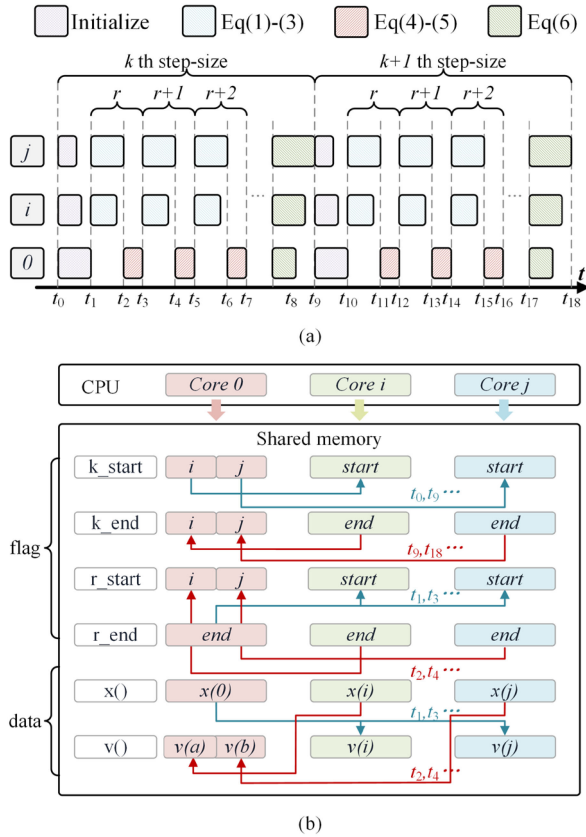 Initialize Eq(1)-(3) Eq(4)-(5) Eq(6)
k th step-size k+1 th step-size
r r+1 r+2 r r+1 r+2
j
i
... ...
0
t
t0 t1 t2 t3 t4 t5 t6 t7 t8 t9 t10 t11 t12 t13 t14 t15 t16 t17 t18
(a)
CPU Core 0 Core i Core j
Shared memory
k_start i j start start
t0,t9 ···
k_end i j end end
t9,t18 ···
flag
r_start i j start start
t1,t3 ···
r_end end end end
t2,t4 ···
x() x(0) x(i) x(j)
data
t1,t3 ···
v() v(a) v(b) v(i) v(j)
t2,t4 ···
(b)